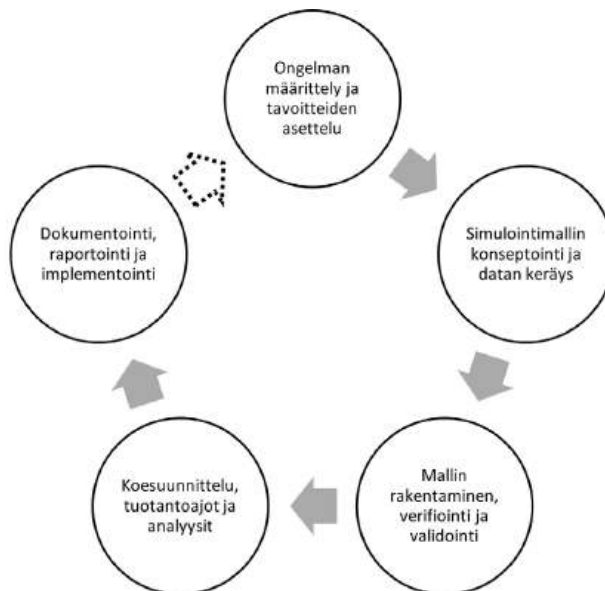 Ongelman
määrittely ja
tavoitteiden
asettelu
Simulointimallin
konseptointi ja
datan keräys
Mallin
rakentaminen,
verifiointi ja
validointi
Koesuunnittelu,
tuotantoajot ja
analyysit
Dokumentointi,
raportointi ja
implementointi